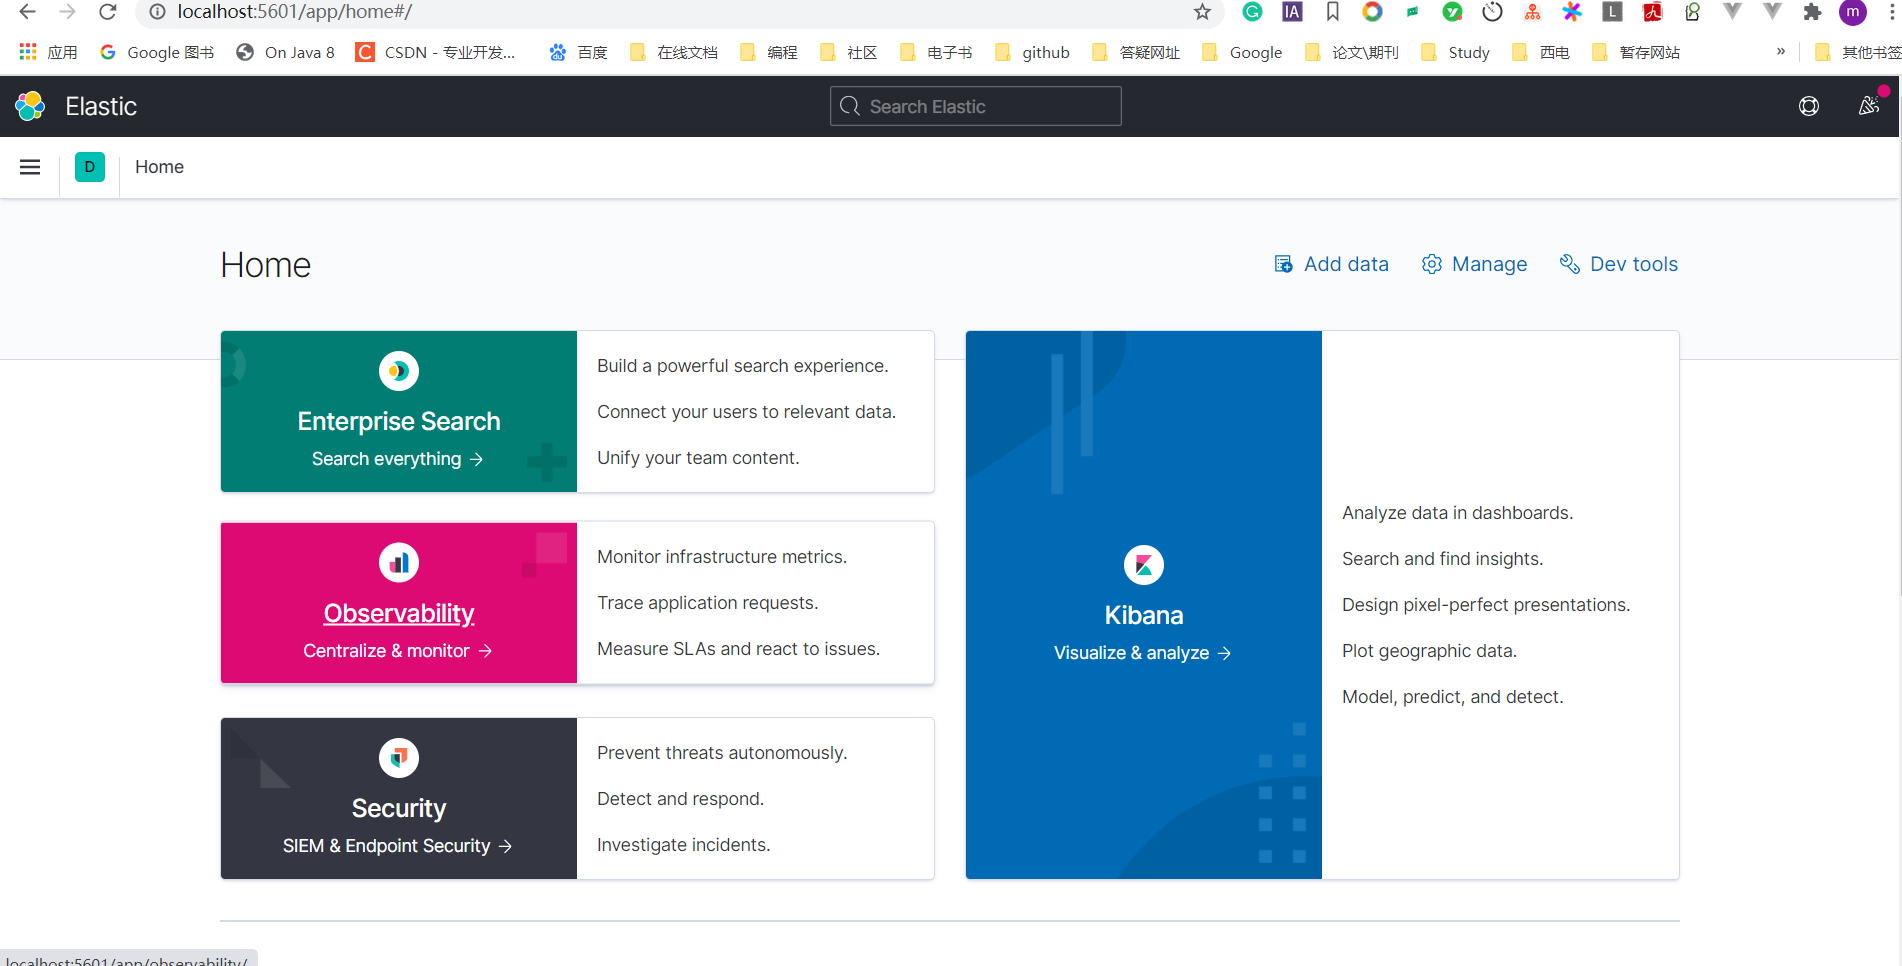 localhost:5601/app/home#/
IA
L
m
应用
Google 图书
On Java 8
C
CSDN - 专业开发...
百度
在线文档
编程
社区
电子书
github
答疑网址
Google
论文\期刊
Study
西电
暂存网站
»
其他书签
Elastic
Search Elastic
D
Home
Home
Add data
Manage
Dev tools
Enterprise Search
Search everything →
Build a powerful search experience.
Connect your users to relevant data.
Unify your team content.
Observability
Centralize & monitor →
Monitor infrastructure metrics.
Trace application requests.
Measure SLAs and react to issues.
Security
SIEM & Endpoint Security →
Prevent threats autonomously.
Detect and respond.
Investigate incidents.
Kibana
Visualize & analyze →
Analyze data in dashboards.
Search and find insights.
Design pixel-perfect presentations.
Plot geographic data.
Model, predict, and detect.
localhost:5601/app/observability/